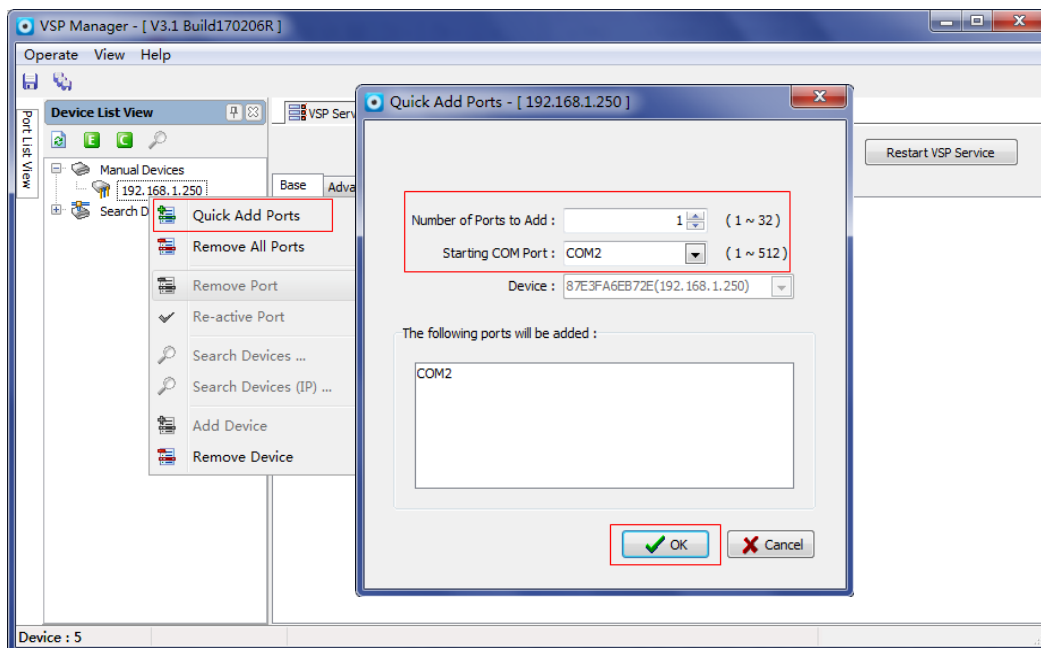 VSP Manager - [ V3.1 Build170206R ]
Operate View Help
Port List View
Device List View
E C
Manual Devices
192.168.1.250
Search D
Quick Add Ports
Remove All Ports
Remove Port
Re-active Port
Search Devices ...
Search Devices (IP) ...
Add Device
Remove Device
VSP Serv
Restart VSP Service
Base Adva
Quick Add Ports - [ 192.168.1.250 ]
Number of Ports to Add : 1 ( 1 ~ 32 )
Starting COM Port : COM2 ( 1 ~ 512 )
Device : 87E3FA6EB72E(192.168.1.250)
The following ports will be added :
COM2
OK Cancel
Device : 5